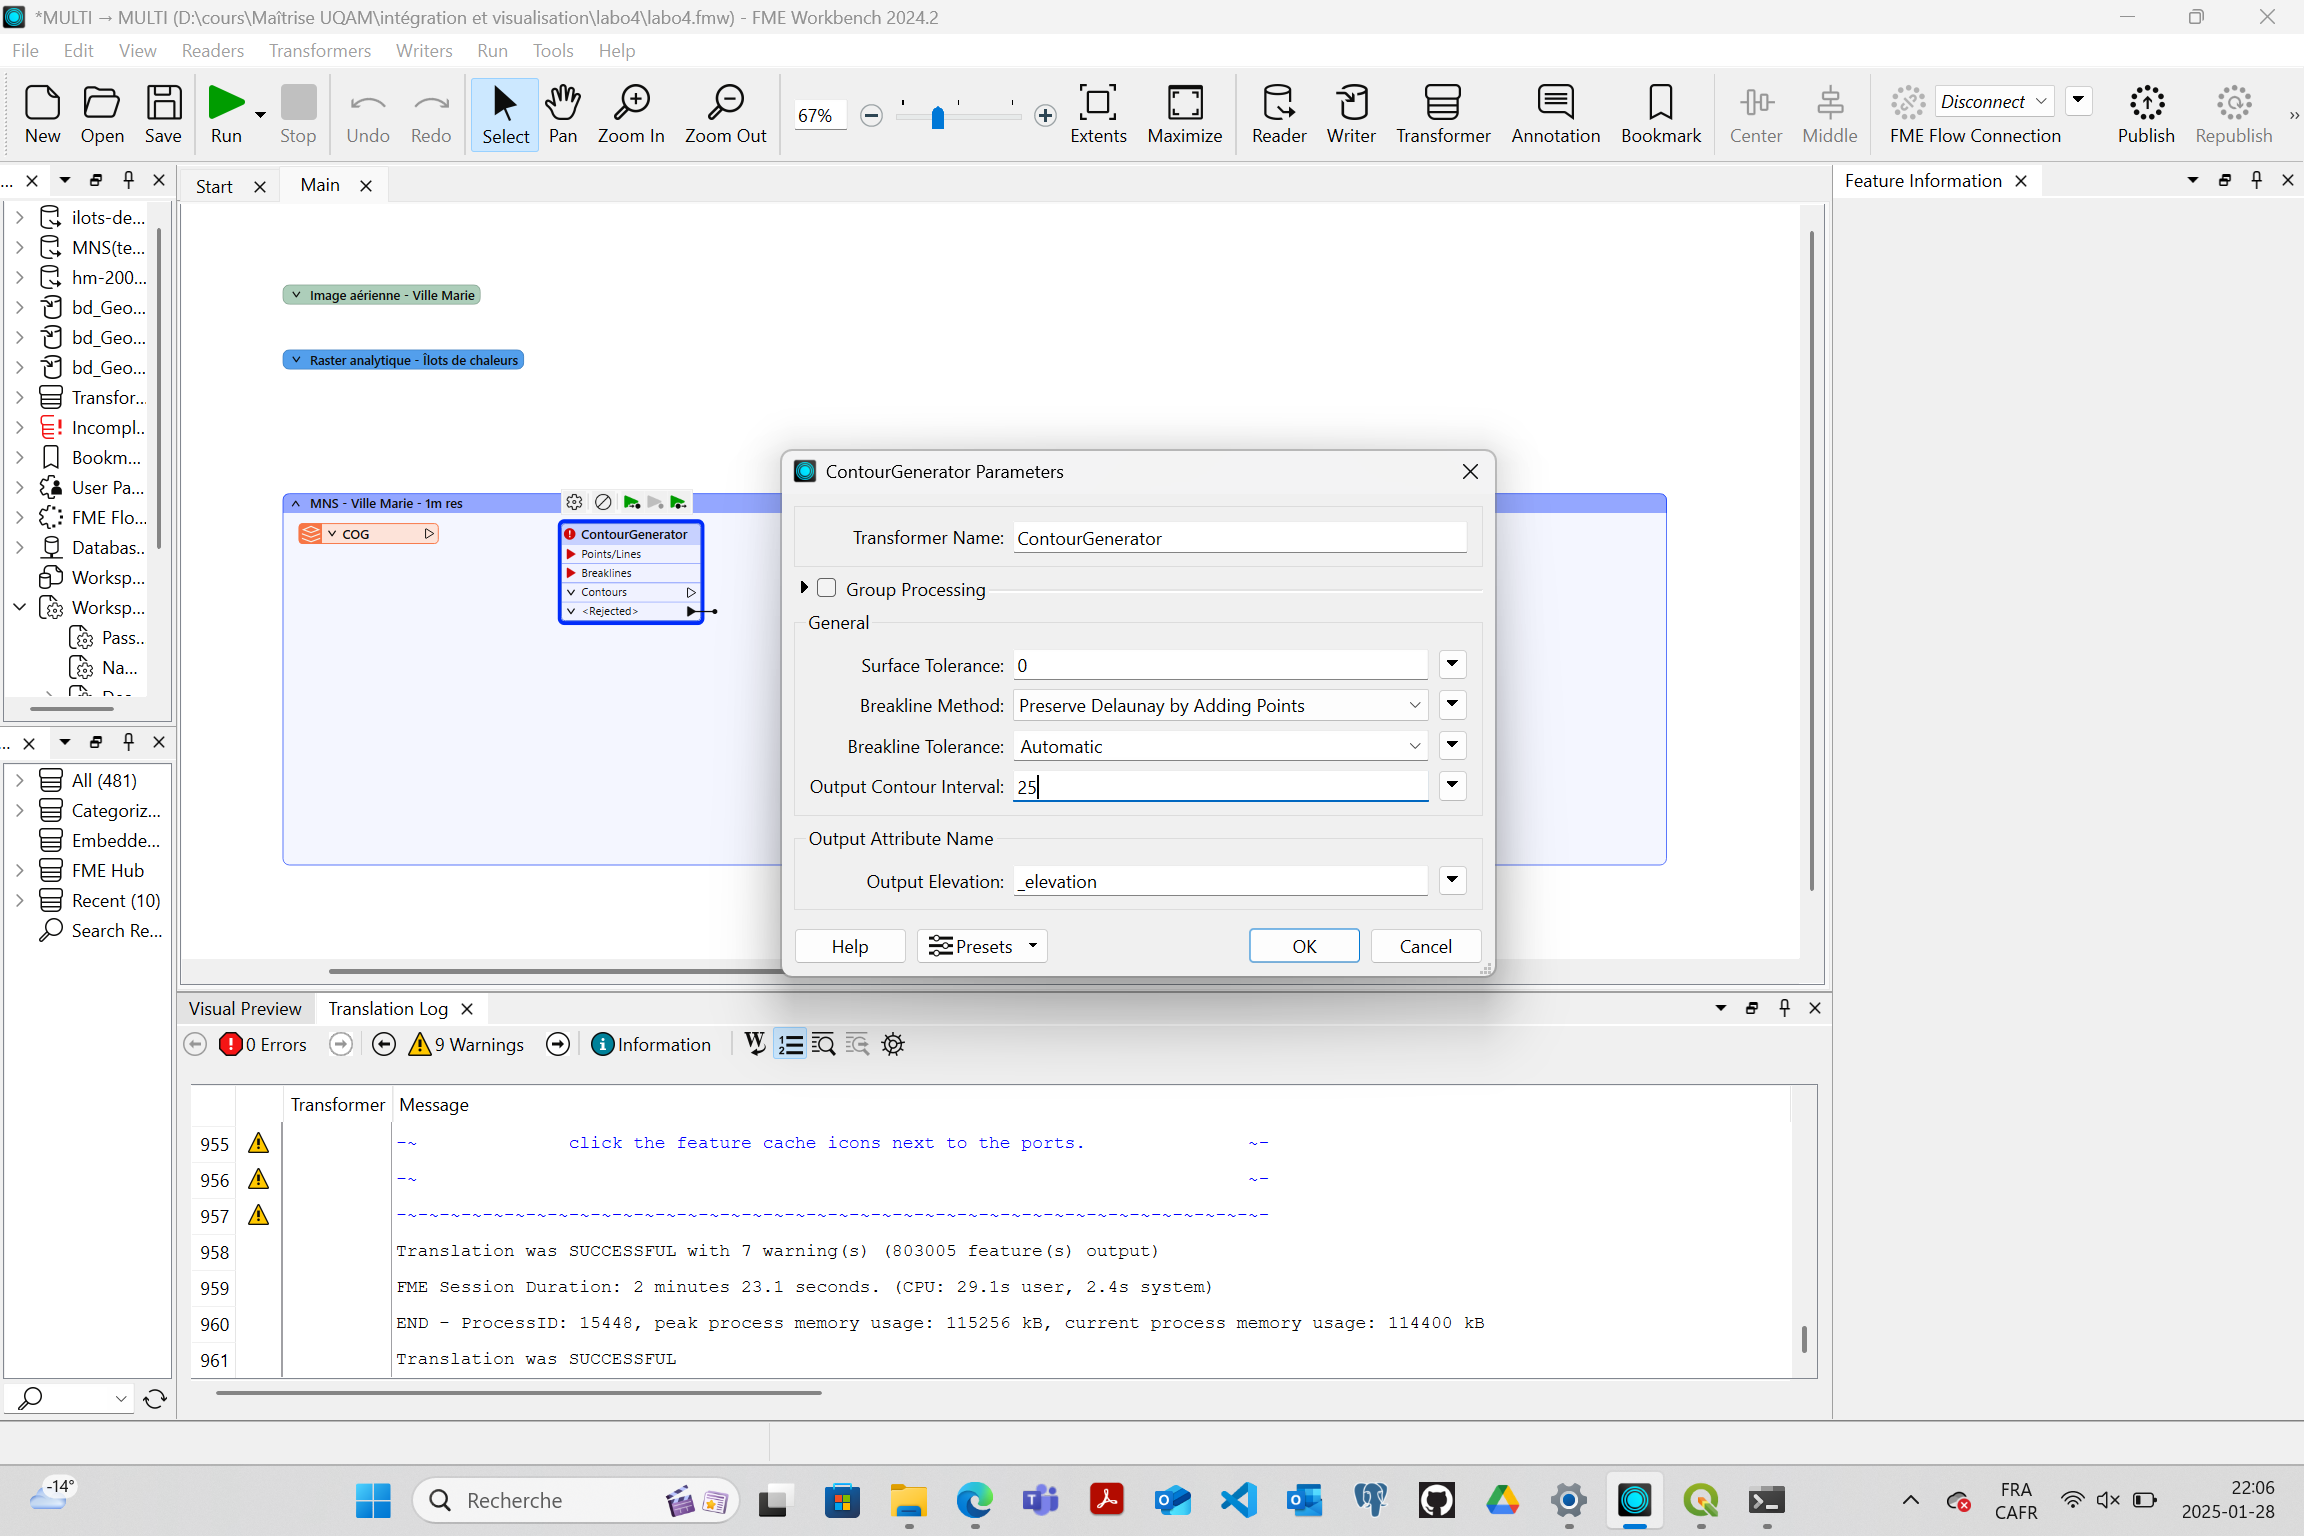 *MULTI → MULTI (D:\cours\Maîtrise UQAM\intégration et visualisation\labo4\labo4.fmw) - FME Workbench 2024.2
File Edit View Readers Transformers Writers Run Tools Help
New Open Save Run Stop Undo Redo Select Pan Zoom In Zoom Out 67% Extents Maximize Reader Writer Transformer Annotation Bookmark Center Middle Disconnect FME Flow Connection Publish Republish »
...
ilots-de...
MNS(te...
hm-200...
bd_Geo...
bd_Geo...
bd_Geo...
Transfor...
Incompl...
Bookm...
User Pa...
FME Flo...
Databas...
Worksp...
Worksp...
Pass...
Na...
...
All (481)
Categoriz...
Embedde...
FME Hub
Recent (10)
Search Re...
Start
Main
Image aérienne - Ville Marie
Raster analytique - Îlots de chaleurs
MNS - Ville Marie - 1m res
COG
ContourGenerator
Points/Lines
Breaklines
Contours
<Rejected>
ContourGenerator Parameters
Transformer Name: ContourGenerator
Group Processing
General
Surface Tolerance: 0
Breakline Method: Preserve Delaunay by Adding Points
Breakline Tolerance: Automatic
Output Contour Interval: 25
Output Attribute Name
Output Elevation: _elevation
Help Presets OK Cancel
Feature Information
Visual Preview Translation Log
0 Errors 9 Warnings Information
Transformer Message
955 -~ click the feature cache icons next to the ports. ~-
956 -~ ~-
957 -~-~-~-~-~-~-~-~-~-~-~-~-~-~-~-~-~-~-~-~-~-~-~-~-~-~-~-~-~-~-~-~-~-~-~-~-~-~-~-~-
958 Translation was SUCCESSFUL with 7 warning(s) (803005 feature(s) output)
959 FME Session Duration: 2 minutes 23.1 seconds. (CPU: 29.1s user, 2.4s system)
960 END - ProcessID: 15448, peak process memory usage: 115256 kB, current process memory usage: 114400 kB
961 Translation was SUCCESSFUL
-14°
Recherche
FRA
CAFR
22:06
2025-01-28